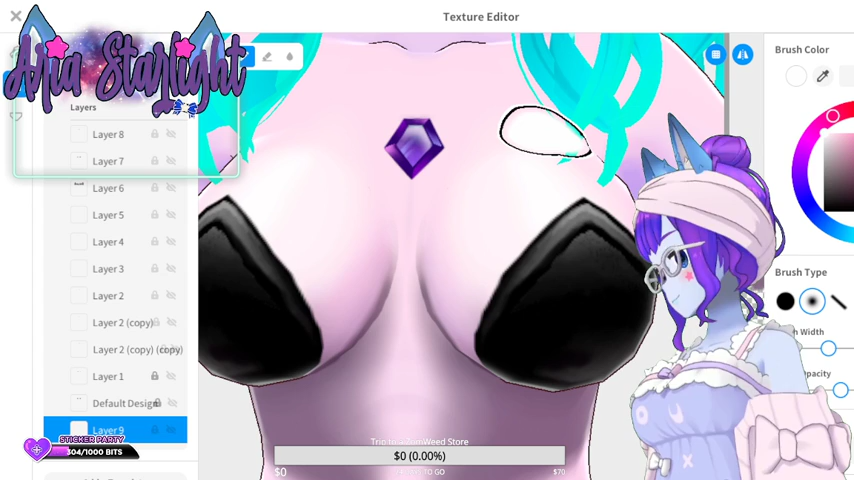 Texture Editor
Aria Starlight
Brush Color
Layers
Layer 8
Layer 7
Layer 6
Layer 5
Layer 4
Layer 3
Layer 2
Layer 2 (copy)
Layer 2 (copy) (copy)
Layer 1
Default Design
Layer 9
Brush Type
STICKER PARTY
304/1000 BITS
$0 (0.00%)
$0
TO GO
$70